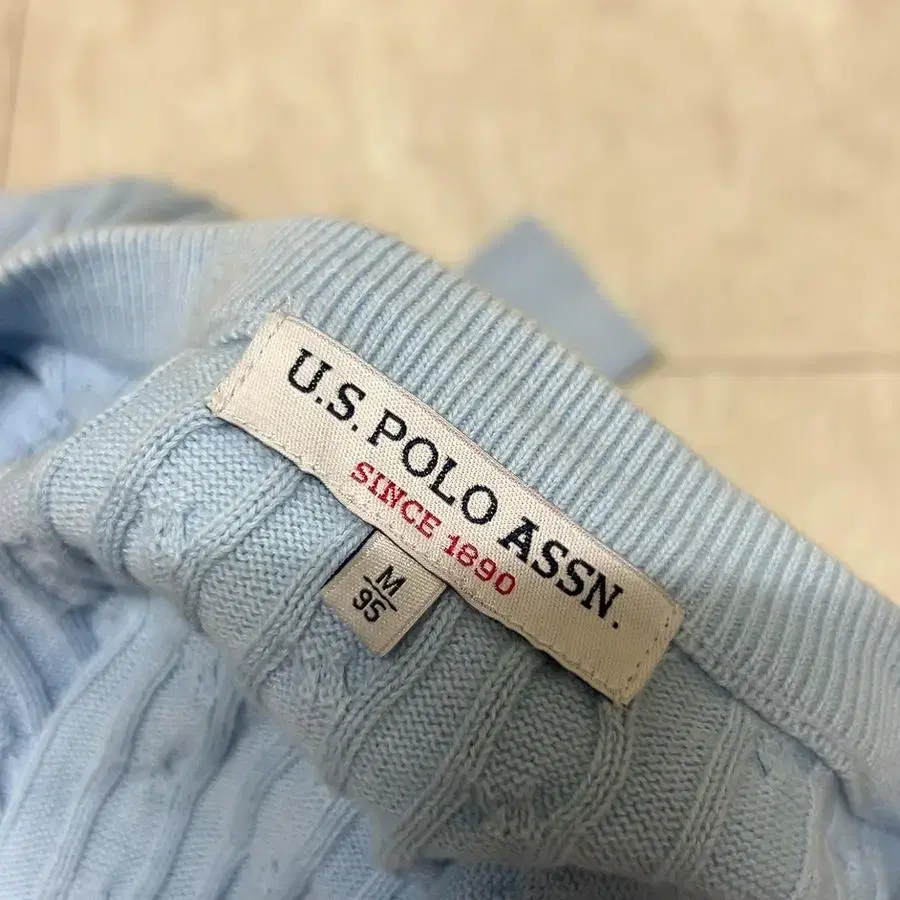 U.S. POLO ASSN.
SINCE 1890
M
95